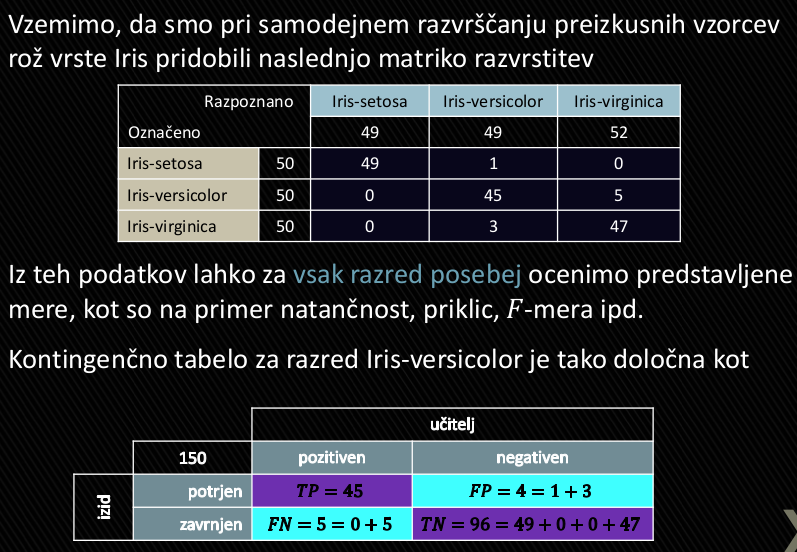 Vzemimo, da smo pri samodejnem razvrščanju preizkusnih vzorcev
rož vrste Iris pridobili naslednjo matriko razvrstitev
Razpoznano Iris-setosa Iris-versicolor Iris-virginica
Označeno 49 49 52
Iris-setosa 50 49 1 0
Iris-versicolor 50 0 45 5
Iris-virginica 50 0 3 47
Iz teh podatkov lahko za vsak razred posebej ocenimo predstavljene
mere, kot so na primer natančnost, priklic, F-mera ipd.
Kontingenčno tabelo za razred Iris-versicolor je tako določna kot
učitelj
150 pozitiven negativen
izid
potrjen TP = 45 FP = 4 = 1 + 3
zavrnjen FN = 5 = 0 + 5 TN = 96 = 49 + 0 + 0 + 47